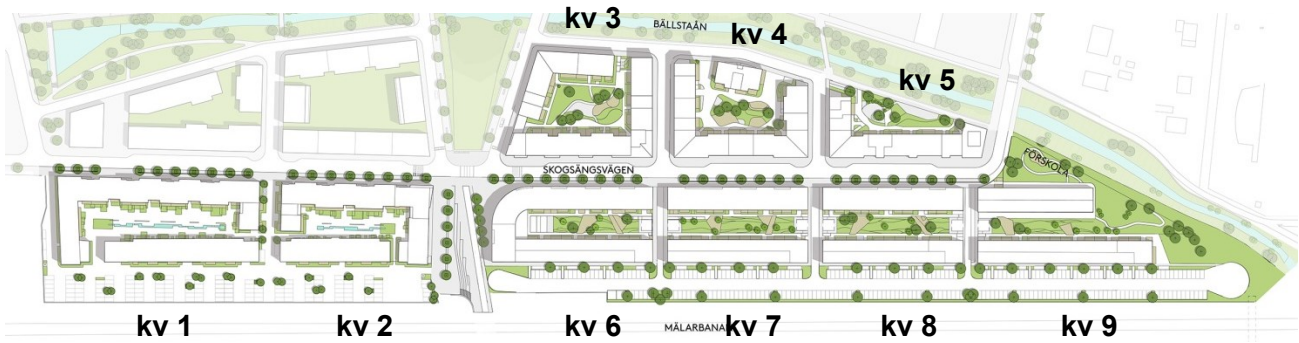 kv 3
BÄLLSTAÅN
kv 4
kv 5
FÖRSKOLA
SKOGSÄNGSVÄGEN
kv 1
kv 2
kv 6
MÄLARBANAN
kv 7
kv 8
kv 9